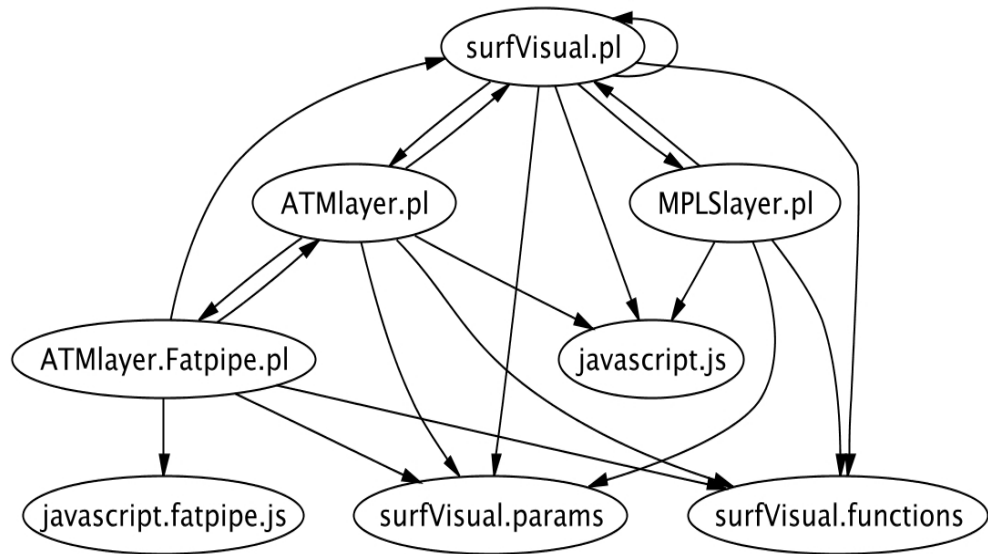 surfVisual.pl
ATMlayer.pl
MPLSlayer.pl
ATMlayer.Fatpipe.pl
javascript.js
javascript.fatpipe.js
surfVisual.params
surfVisual.functions